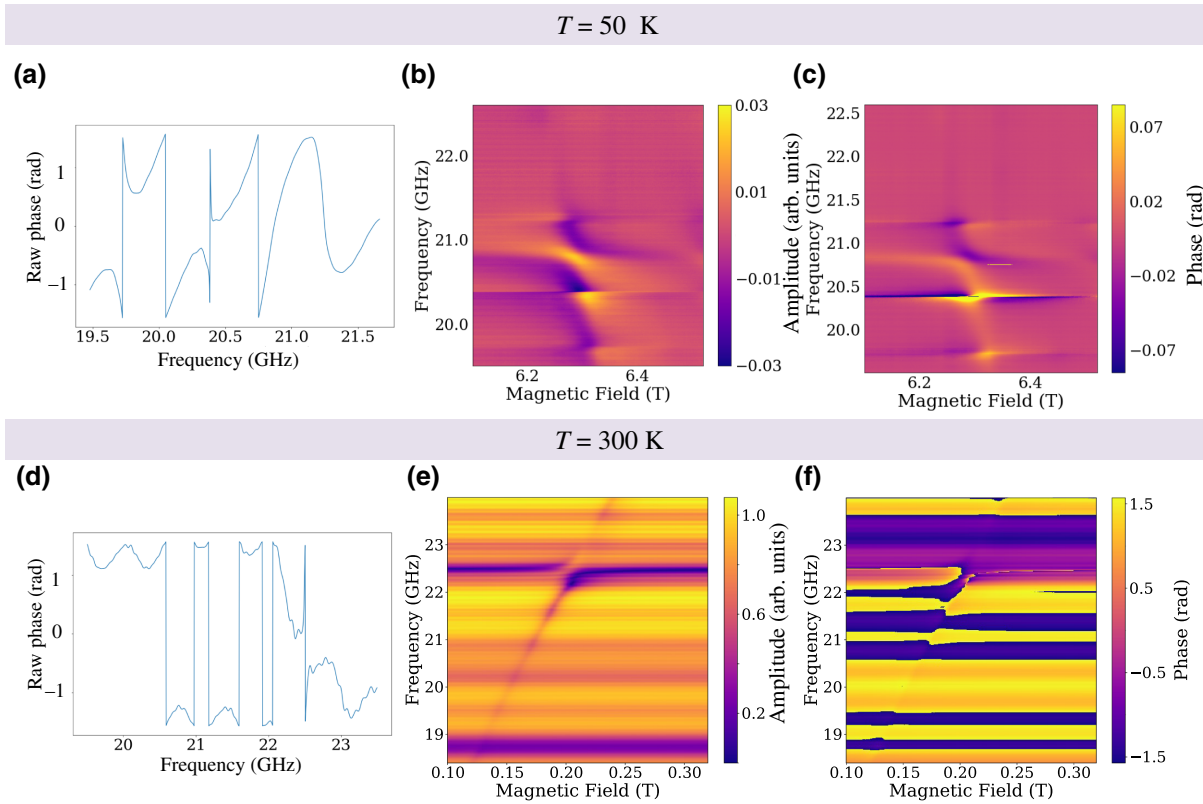 T = 50 K
(a)
Raw phase (rad)
1
0
−1
19.5 20.0 20.5 21.0 21.5
Frequency (GHz)
(b)
Frequency (GHz)
22.0
21.0
20.0
6.2 6.4
Magnetic Field (T)
0.03
0.01
−0.01
−0.03
Amplitude (arb. units)
(c)
Frequency (GHz)
22.5
22.0
21.5
21.0
20.5
20.0
6.2 6.4
Magnetic Field (T)
0.07
0.02
−0.02
−0.07
Phase (rad)
T = 300 K
(d)
Raw phase (rad)
1
0
−1
20 21 22 23
Frequency (GHz)
(e)
Frequency (GHz)
23
22
21
20
19
0.10 0.15 0.20 0.25 0.30
Magnetic Field (T)
1.0
0.6
0.2
Amplitude (arb. units)
(f)
Frequency (GHz)
23
22
21
20
19
0.10 0.15 0.20 0.25 0.30
Magnetic Field (T)
1.5
0.5
−0.5
−1.5
Phase (rad)